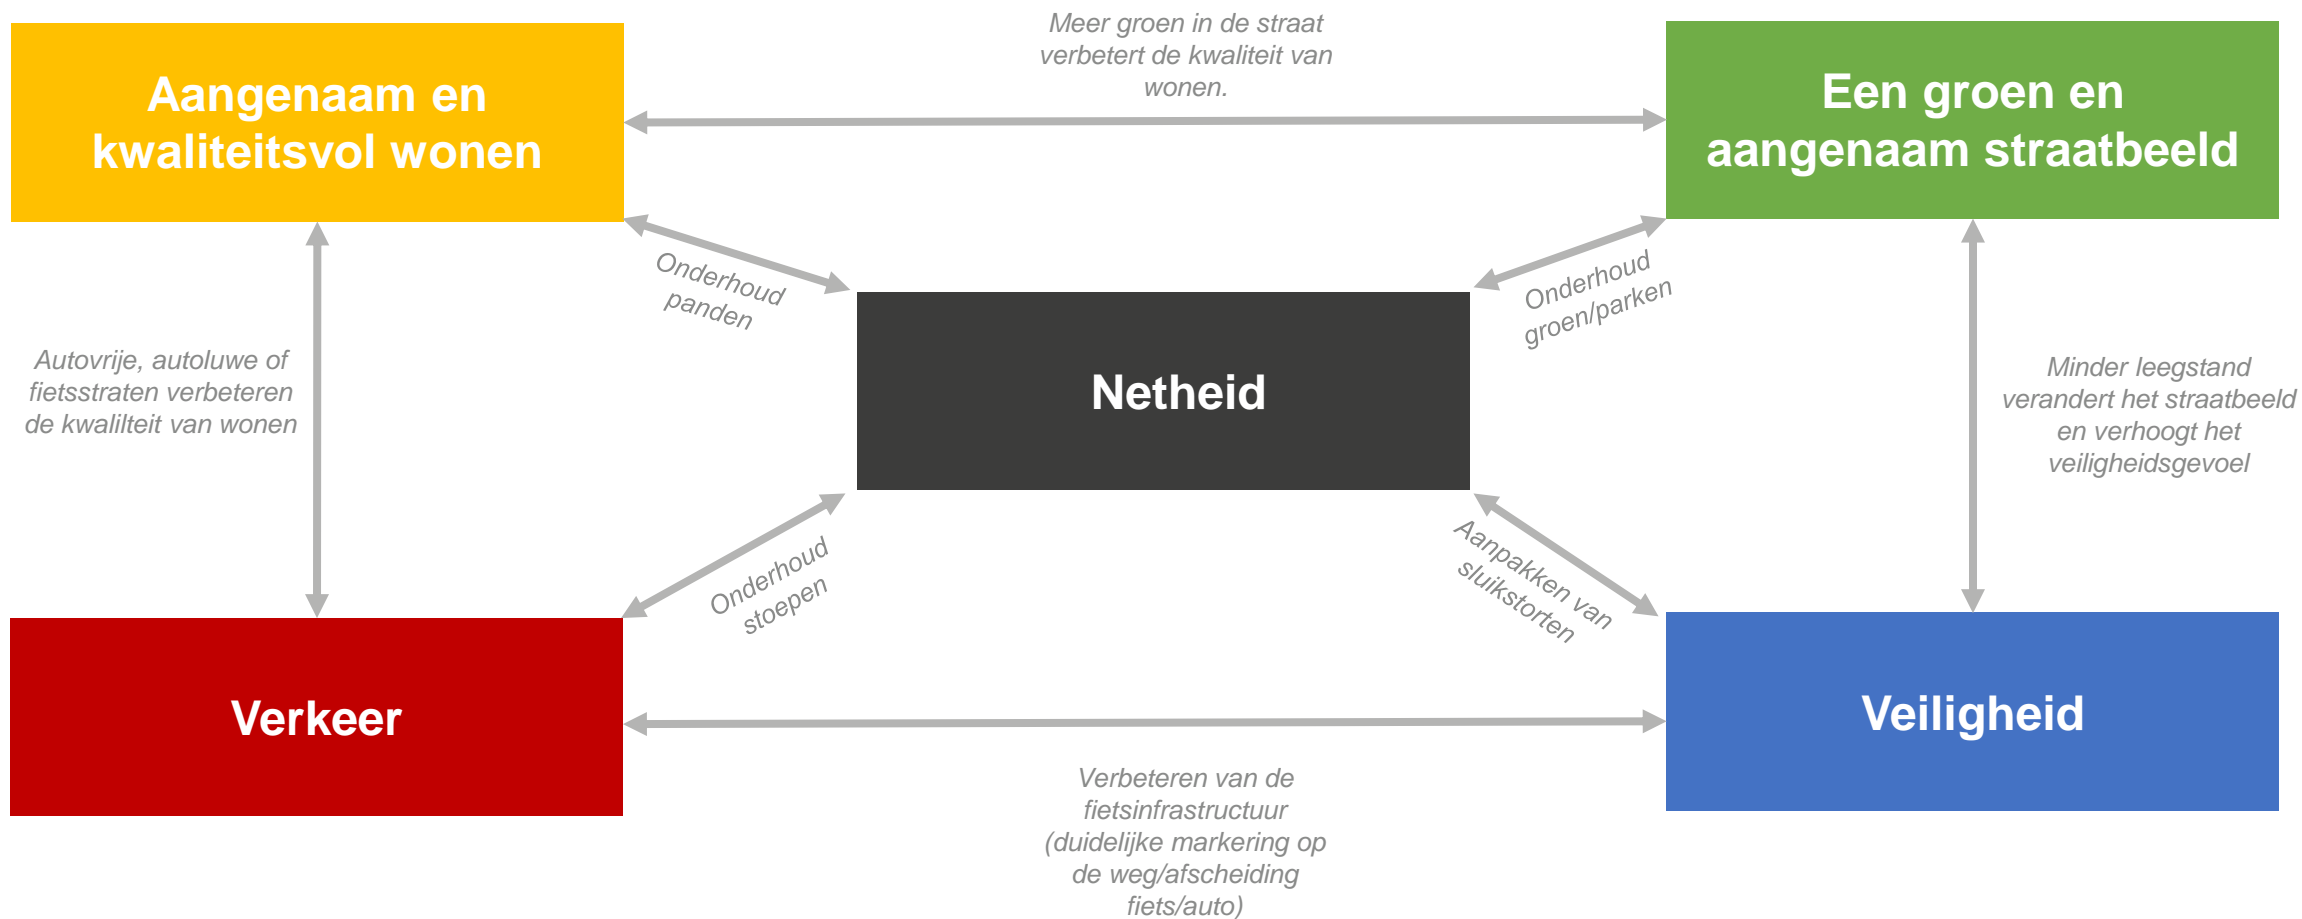 Meer groen in de straat
verbetert de kwaliteit van
wonen.
Aangenaam en
kwaliteitsvol wonen
Een groen en
aangenaam straatbeeld
Onderhoud
panden
Onderhoud
groen/parken
Netheid
Autovrije, autoluwe of
fietsstraten verbeteren
de kwalilteit van wonen
Minder leegstand
verandert het straatbeeld
en verhoogt het
veiligheidsgevoel
Onderhoud
stoepen
Aanpakken van
sluikstorten
Verkeer
Veiligheid
Verbeteren van de
fietsinfrastructuur
(duidelijke markering op
de weg/afscheiding
fiets/auto)